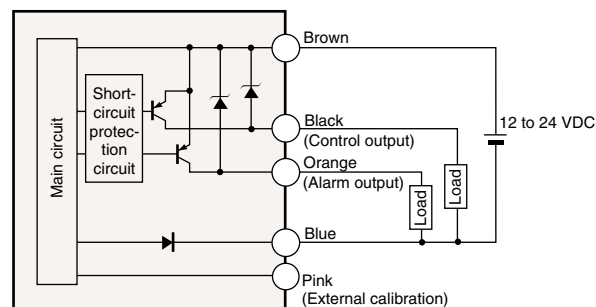 Main circuit
Short-
circuit
protec-
tion
circuit
Brown
Black
(Control output)
Orange
(Alarm output)
Blue
Pink
(External calibration)
Load
Load
12 to 24 VDC